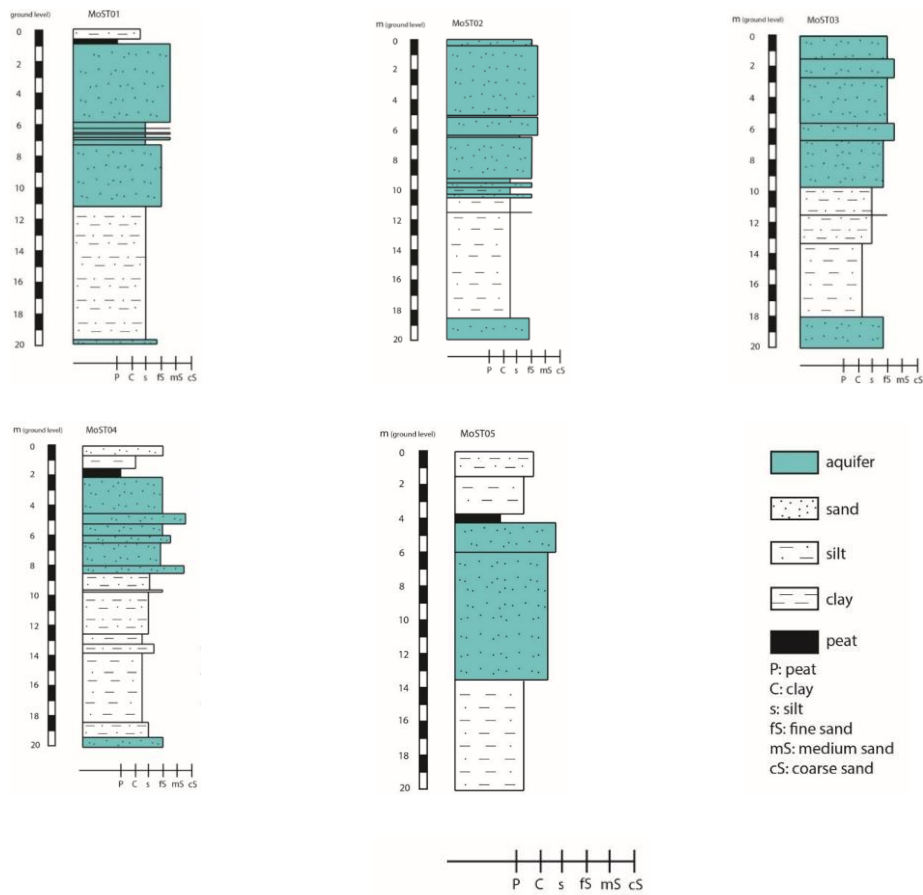 MoST01
m (ground level)
0
2
4
6
8
10
12
14
16
18
20
P C s fS mS cS
MoST02
m (ground level)
0
2
4
6
8
10
12
14
16
18
20
P C s fS mS cS
MoST03
m (ground level)
0
2
4
6
8
10
12
14
16
18
20
P C s fS mS cS
MoST04
m (ground level)
0
2
4
6
8
10
12
14
16
18
20
P C s fS mS cS
MoST05
m (ground level)
0
2
4
6
8
10
12
14
16
18
20
P C s fS mS cS
aquifer
sand
silt
clay
peat
P: peat
C: clay
s: silt
fS: fine sand
mS: medium sand
cS: coarse sand